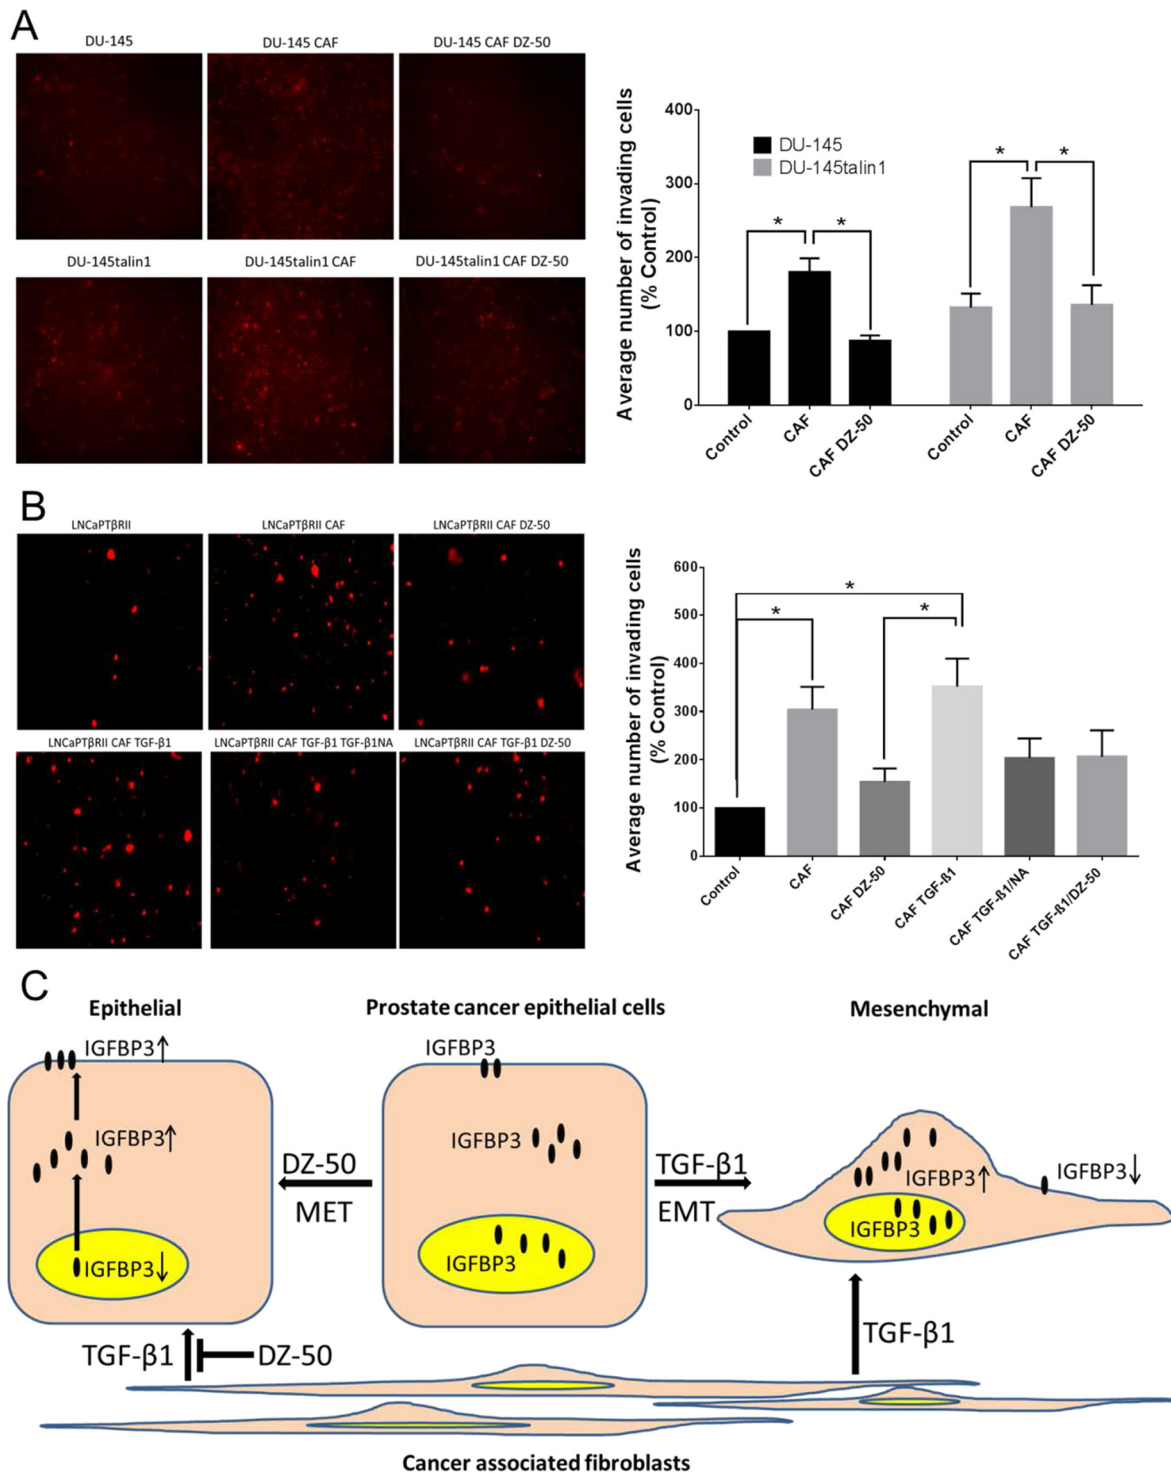 A
DU-145
DU-145 CAF
DU-145 CAF DZ-50
DU-145talin1
DU-145talin1 CAF
DU-145talin1 CAF DZ-50
Average number of invading cells
(% Control)
400
300
200
100
0
DU-145
DU-145talin1
*
*
*
*
Control
CAF
CAF DZ-50
Control
CAF
CAF DZ-50
B
LNCaPTβRII
LNCaPTβRII CAF
LNCaPTβRII CAF DZ-50
LNCaPTβRII CAF TGF-β1
LNCaPTβRII CAF TGF-β1 TGF-β1NA
LNCaPTβRII CAF TGF-β1 DZ-50
Average number of invading cells
(% Control)
600
500
400
300
200
100
0
*
*
*
Control
CAF
CAF DZ-50
CAF TGF-ß1
CAF TGF-ß1/NA
CAF TGF-ß1/DZ-50
C
Epithelial
Prostate cancer epithelial cells
Mesenchymal
IGFBP3↑
IGFBP3↑
IGFBP3↓
DZ-50
MET
IGFBP3
IGFBP3
IGFBP3
TGF-β1
EMT
IGFBP3↑
IGFBP3↓
IGFBP3
TGF-β1
DZ-50
TGF-β1
Cancer associated fibroblasts